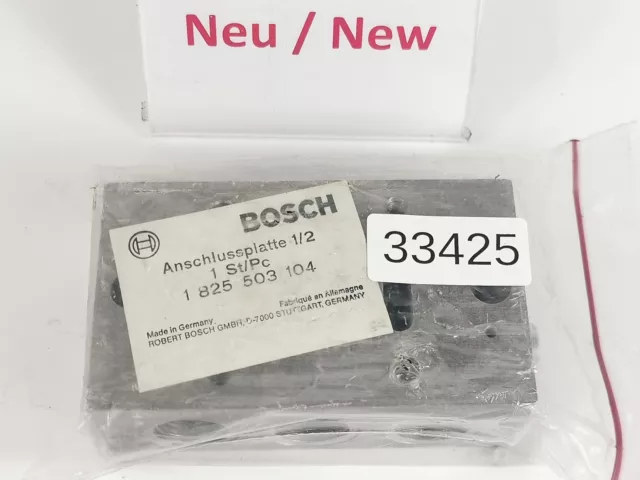 Neu / New
BOSCH
Anschlussplatte 1/2
1 St/Pc
1 825 503 104
Made in Germany Fabriqué en Allemagne
ROBERT BOSCH GMBH, D-7000 STUTTGART, GERMANY
33425